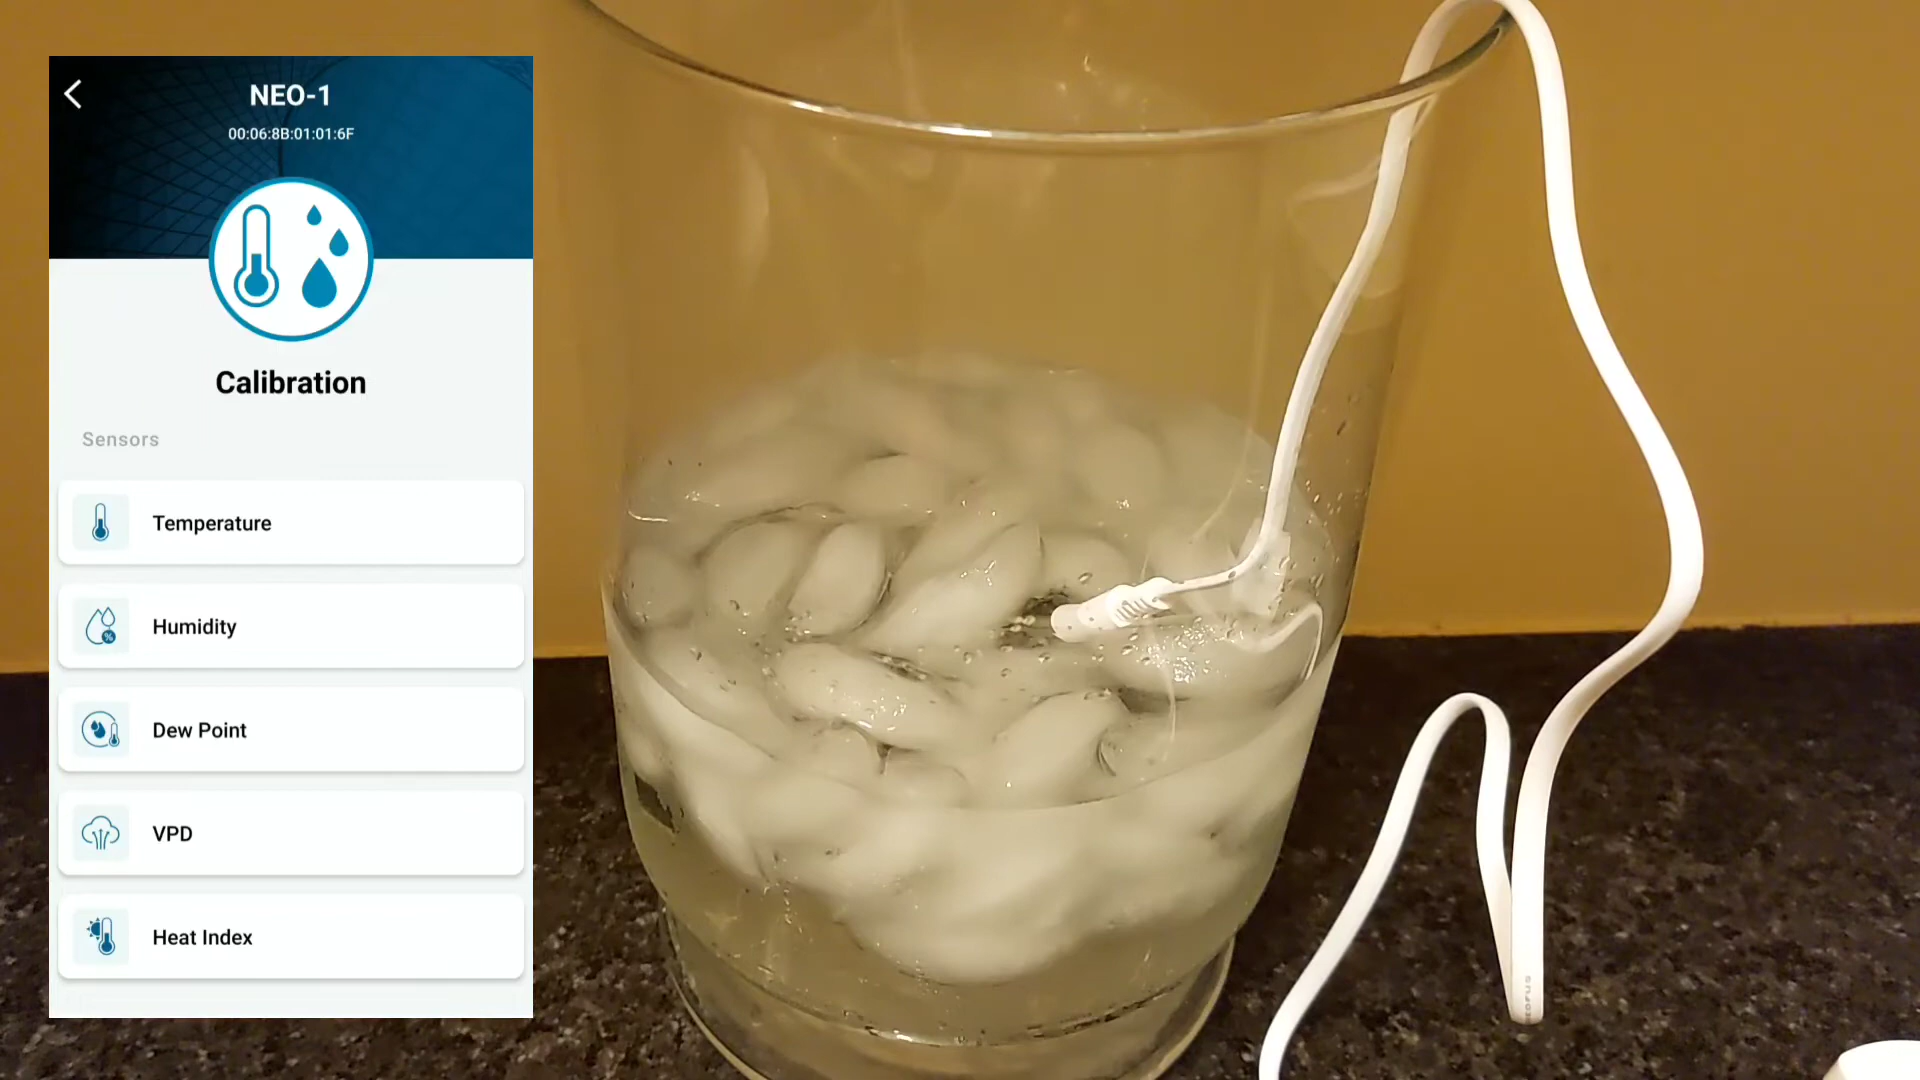 NEO-1
00:06:8B:01:01:6F
Calibration
Sensors
Temperature
Humidity
%
Dew Point
VPD
Heat Index